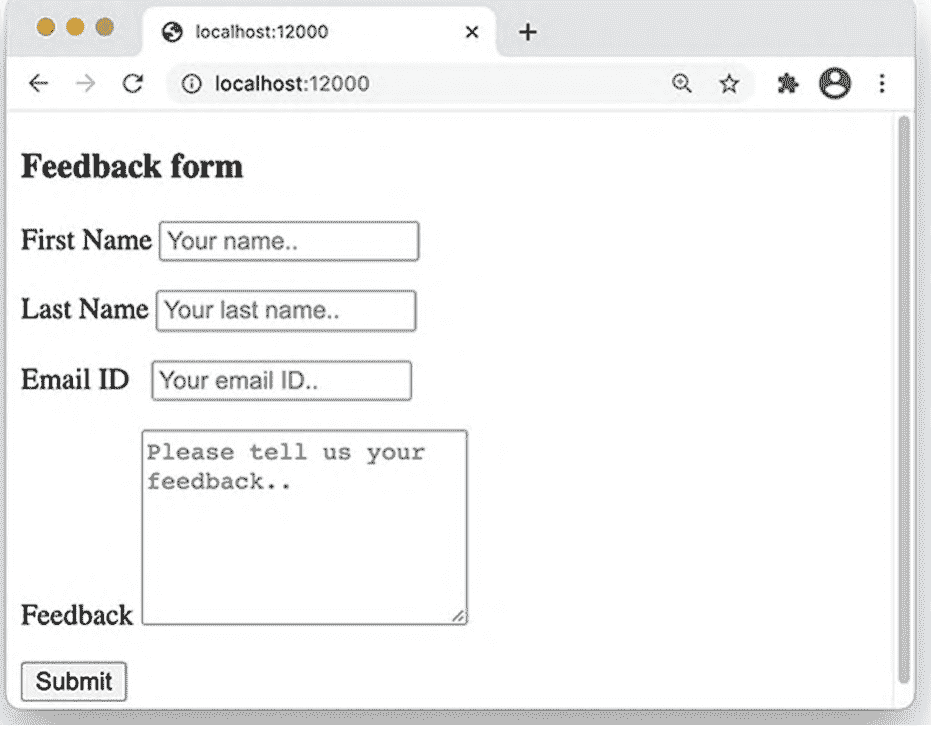 localhost:12000
localhost:12000
Feedback form
First Name Your name..
Last Name Your last name..
Email ID Your email ID..
Please tell us your
feedback..
Feedback
Submit